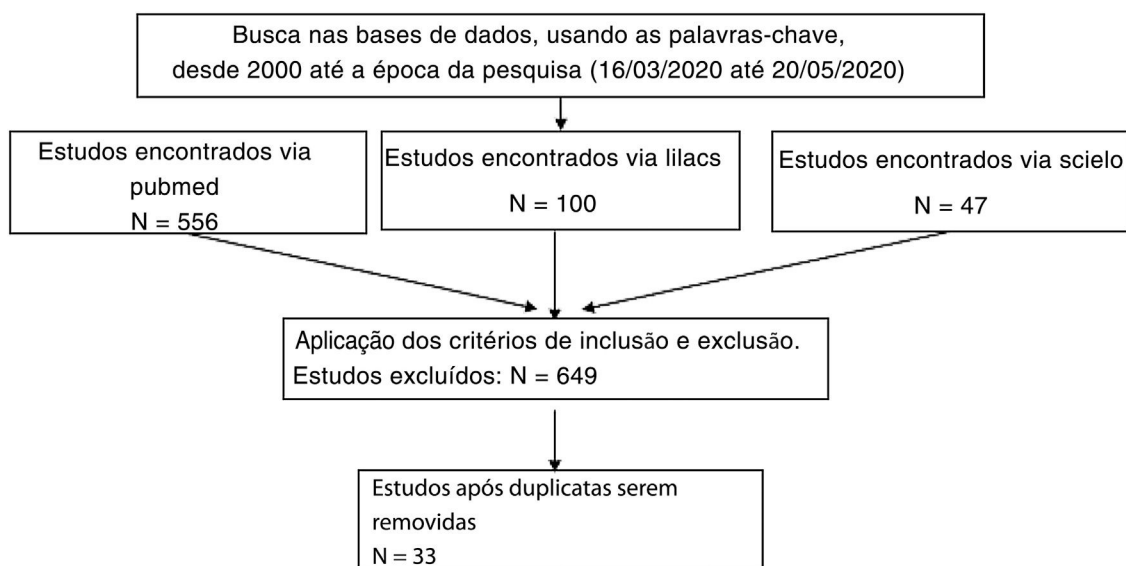 Busca nas bases de dados, usando as palavras-chave,
desde 2000 até a época da pesquisa (16/03/2020 até 20/05/2020)
Estudos encontrados via
pubmed
N = 556
Estudos encontrados via lilacs
N = 100
Estudos encontrados via scielo
N = 47
Aplicação dos critérios de inclusão e exclusão.
Estudos excluídos: N = 649
Estudos após duplicatas serem
removidas
N = 33